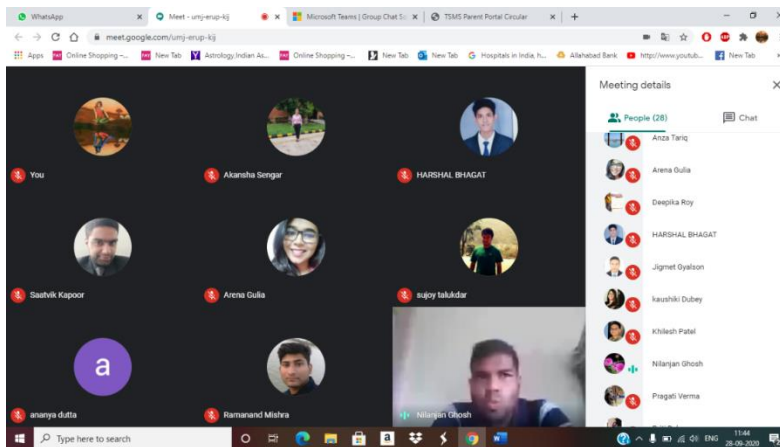 WhatsApp
Meet - umj-erup-kij
Microsoft Teams | Group Chat So
TSMS Parent Portal Circular
meet.google.com/umj-erup-kij
Apps
Online Shopping –...
New Tab
Astrology,Indian As...
Online Shopping –...
New Tab
New Tab
Hospitals in India, h...
Allahabad Bank
http://www.youtub...
New Tab
Meeting details
People (28)
Chat
You
Akansha Sengar
HARSHAL BHAGAT
Saatvik Kapoor
Arena Gulia
sujoy talukdar
a
ananya dutta
Ramanand Mishra
Nilanjan Ghosh
Anza Tariq
Arena Gulia
Deepika Roy
HARSHAL BHAGAT
Jigmet Gyalson
kaushiki Dubey
Khilesh Patel
Nilanjan Ghosh
Pragati Verma
Type here to search
ENG
11:44
28-09-2020